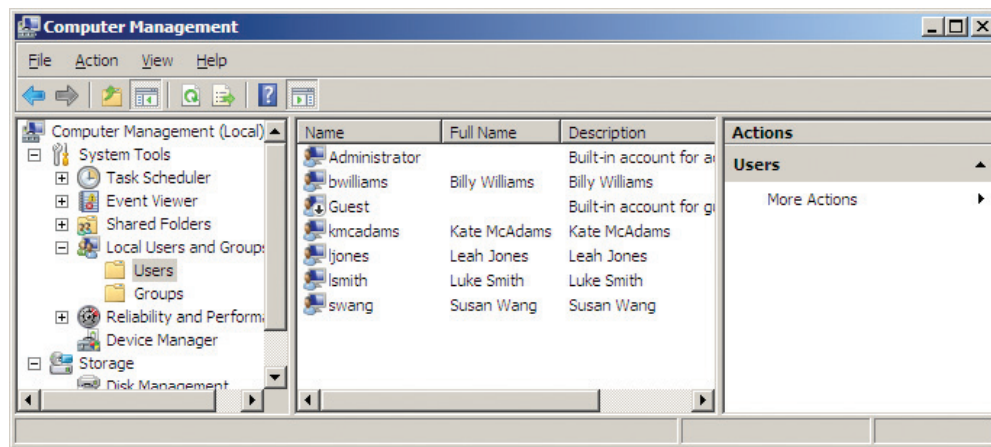 Computer Management
File Action View Help
Computer Management (Local)
System Tools
Task Scheduler
Event Viewer
Shared Folders
Local Users and Groups
Users
Groups
Reliability and Perform
Device Manager
Storage
Disk Management
Name Full Name Description
Administrator Built-in account for
bwilliams Billy Williams Billy Williams
Guest Built-in account for
kmcadams Kate McAdams Kate McAdams
ljones Leah Jones Leah Jones
lsmith Luke Smith Luke Smith
swang Susan Wang Susan Wang
Actions
Users
More Actions